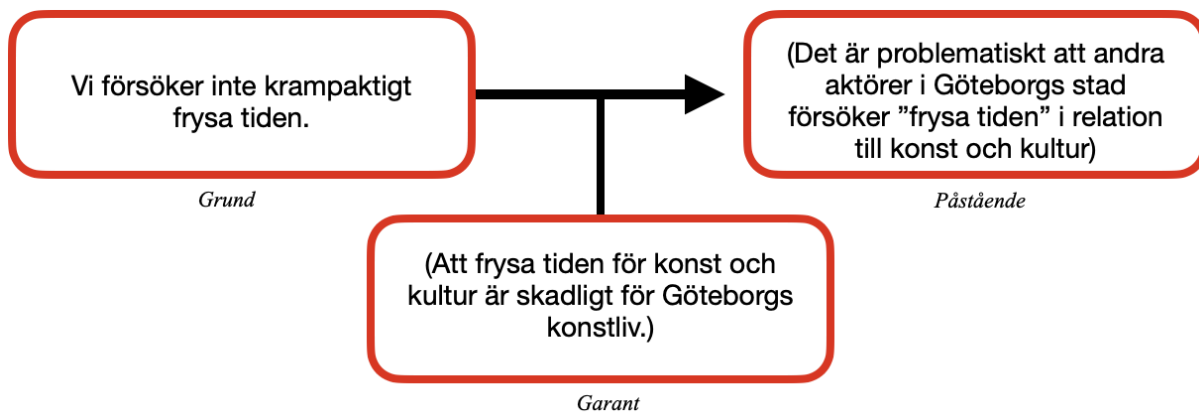 Vi försöker inte krampaktigt
frysa tiden.
Grund
(Det är problematiskt att andra
aktörer i Göteborgs stad
försöker ”frysa tiden” i relation
till konst och kultur)
Påstående
(Att frysa tiden för konst och
kultur är skadligt för Göteborgs
konstliv.)
Garant